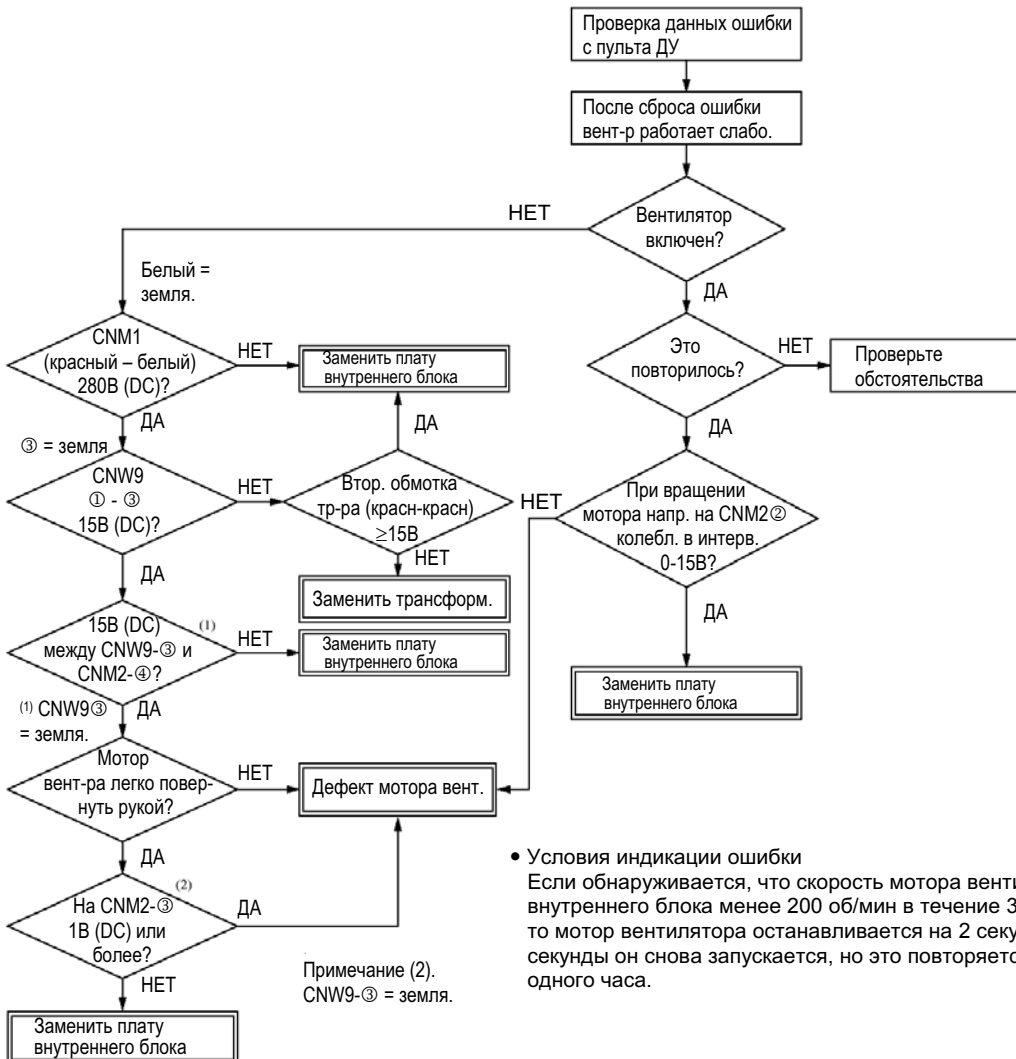 Проверка данных ошибки
с пульта ДУ
После сброса ошибки
вент-р работает слабо.
Вентилятор
включен?
НЕТ
ДА
Белый =
земля.
CNM1
(красный – белый)
280В (DC)?
НЕТ
Заменить плату
внутреннего блока
ДА
Это
повторилось?
НЕТ
Проверьте
обстоятельства
ДА
③ = земля
CNW9
① - ③
15В (DC)?
НЕТ
Втор. обмотка
тр-ра (красн-красн)
≥15В
ДА
НЕТ
Заменить трансформ.
НЕТ
При вращении
мотора напр. на CNM2②
колебл. в интерв.
0-15В?
ДА
Заменить плату
внутреннего блока
ДА
15В (DC)
между CNW9-③ и
CNM2-④?
(1)
НЕТ
Заменить плату
внутреннего блока
(1) CNW9③
= земля.
ДА
Мотор
вент-ра легко повер-
нуть рукой?
НЕТ
Дефект мотора вент.
ДА
(2)
На CNM2-③
1В (DC) или
более?
ДА
НЕТ
Заменить плату
внутреннего блока
Примечание (2).
CNW9-③ = земля.
• Условия индикации ошибки
Если обнаруживается, что скорость мотора
внутреннего блока менее 200 об/мин в течение
то мотор вентилятора останавливается на 2
секунды он снова запускается, но это
одного часа.